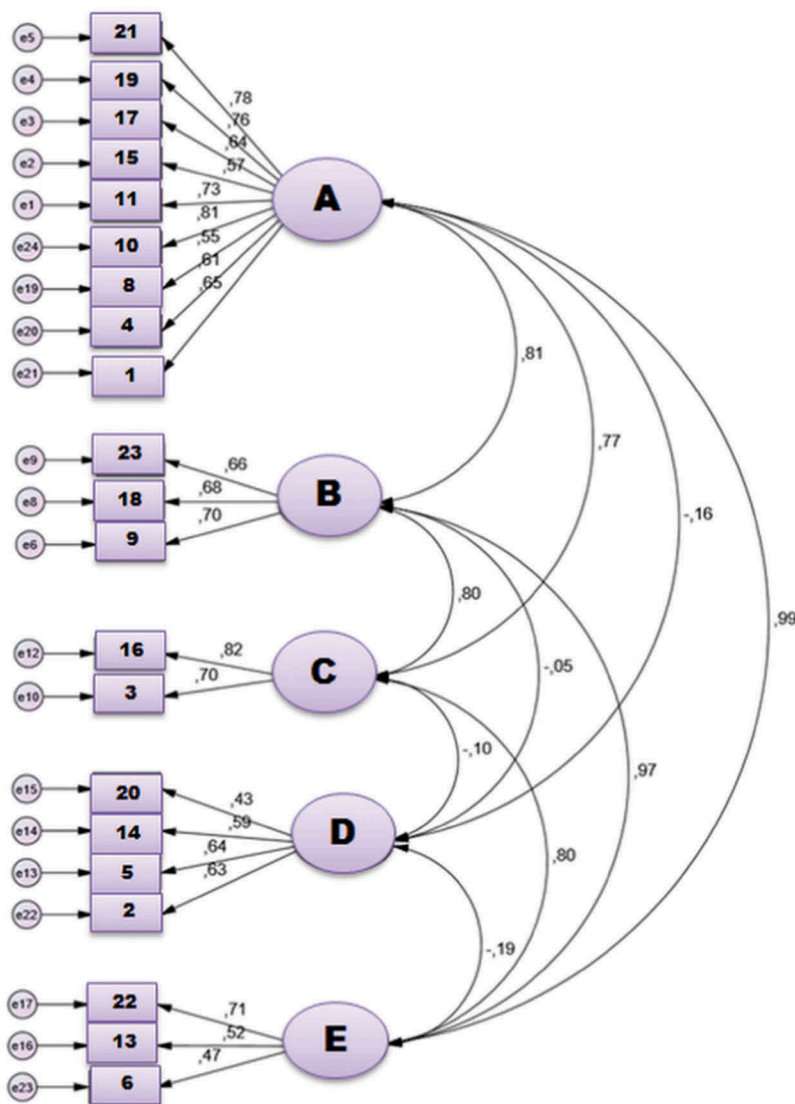 e5 21
,78
e4 19
,76
e3 17
,64
e2 15
,57
e1 11
,73
A
e24 10
,81
e19 8
,55
e20 4
,61
e21 1
,65
,81
,77
-,16
,99
e9 23
,66
e8 18
,68
B
e6 9
,70
,80
-,05
,97
e12 16
,82
C
e10 3
,70
-,10
,80
e15 20
,43
e14 14
,59
D
e13 5
,64
e22 2
,63
-,19
e17 22
,71
e16 13
,52
E
e23 6
,47